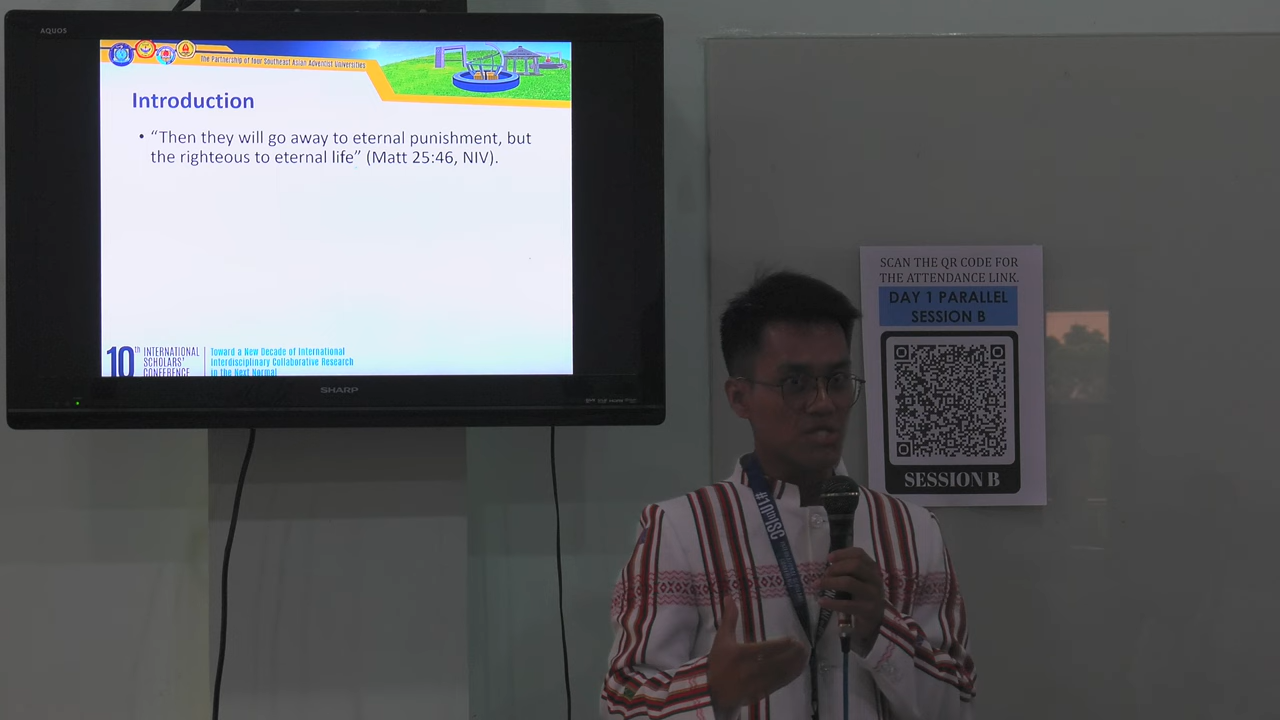 AQUOS
The Partnership of four Southeast Asian Adventist Universities
Introduction
• “Then they will go away to eternal punishment, but
the righteous to eternal life” (Matt 25:46, NIV).
10th INTERNATIONAL
SCHOLARS'
CONFERENCE
Toward a New Decade of International
Interdisciplinary Collaborative Research
in the Next Normal
SHARP
SCAN THE QR CODE FOR
THE ATTENDANCE LINK.
DAY 1 PARALLEL
SESSION B
SESSION B